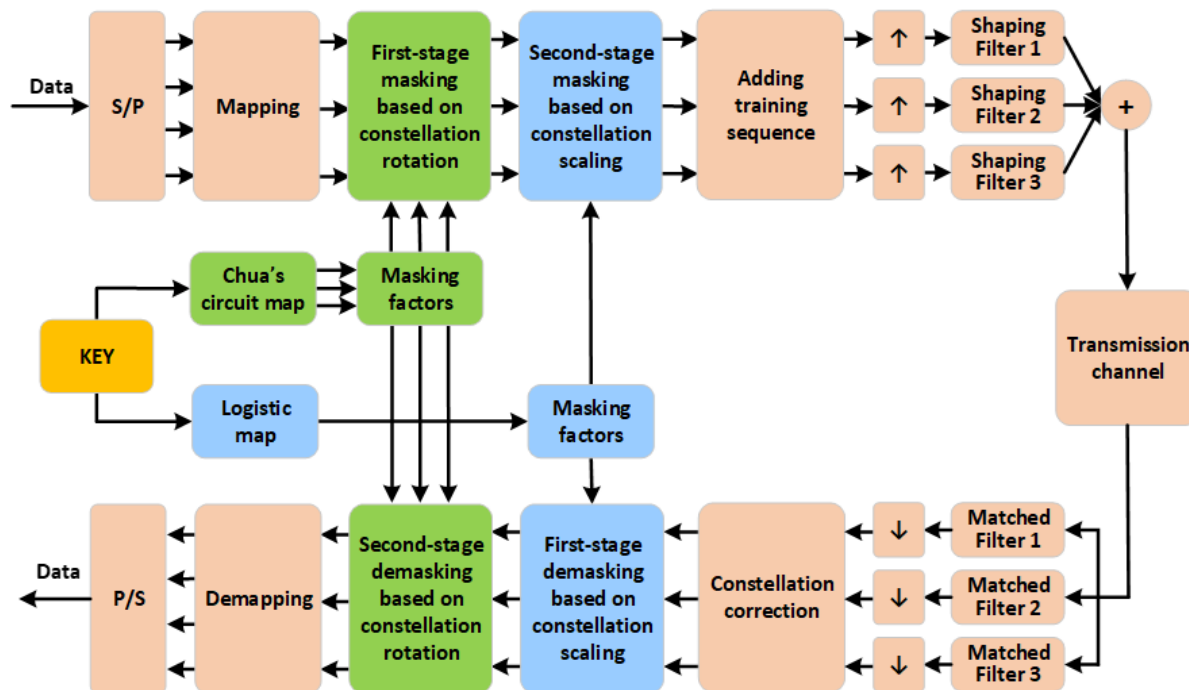 Data
S/P
Mapping
First-stage
masking
based on
constellation
rotation
Second-stage
masking
based on
constellation
scaling
Adding
training
sequence
↑
↑
↑
Shaping
Filter 1
Shaping
Filter 2
Shaping
Filter 3
+
KEY
Chua's
circuit map
Masking
factors
Logistic
map
Masking
factors
Transmission
channel
Data
P/S
Demapping
Second-stage
demasking
based on
constellation
rotation
First-stage
demasking
based on
constellation
scaling
Constellation
correction
↓
↓
↓
Matched
Filter 1
Matched
Filter 2
Matched
Filter 3